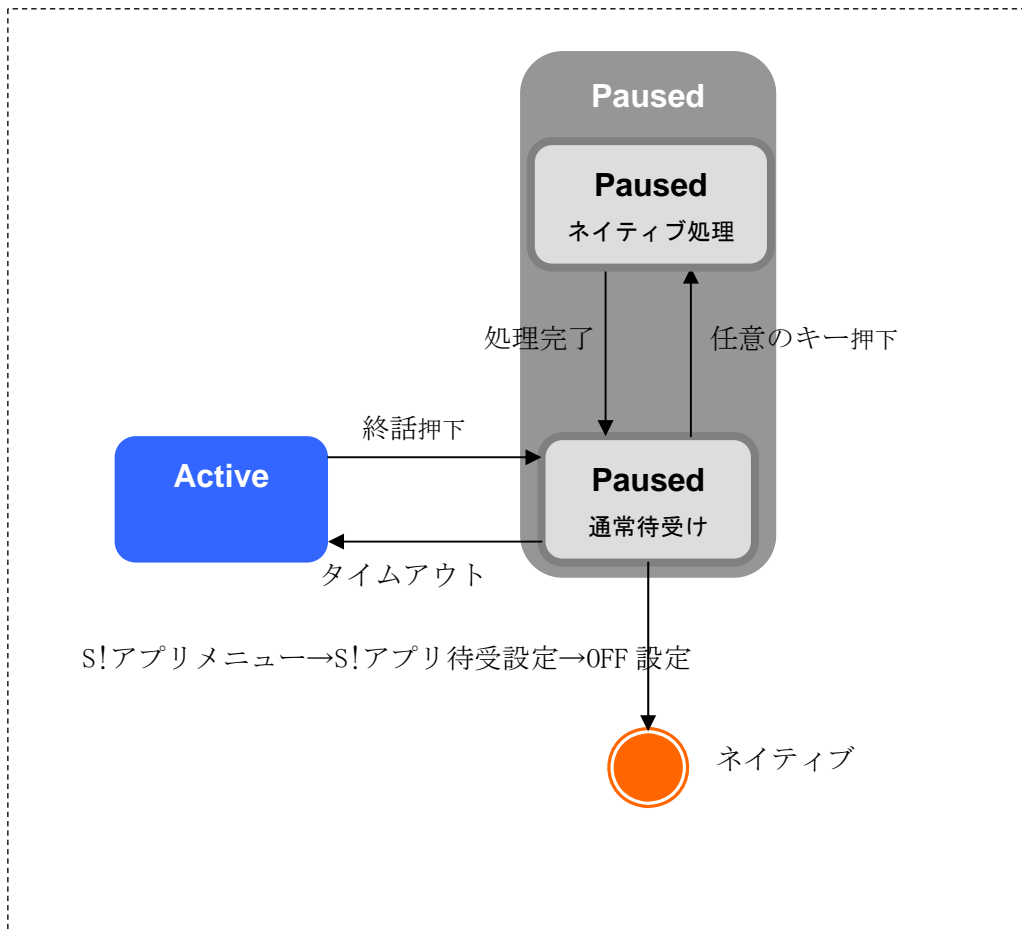 Paused
Paused
ネイティブ処理
処理完了
任意のキー押下
終話押下
Active
Paused
通常待受け
タイムアウト
S!アプリメニュー→S!アプリ待受設定→OFF 設定
ネイティブ